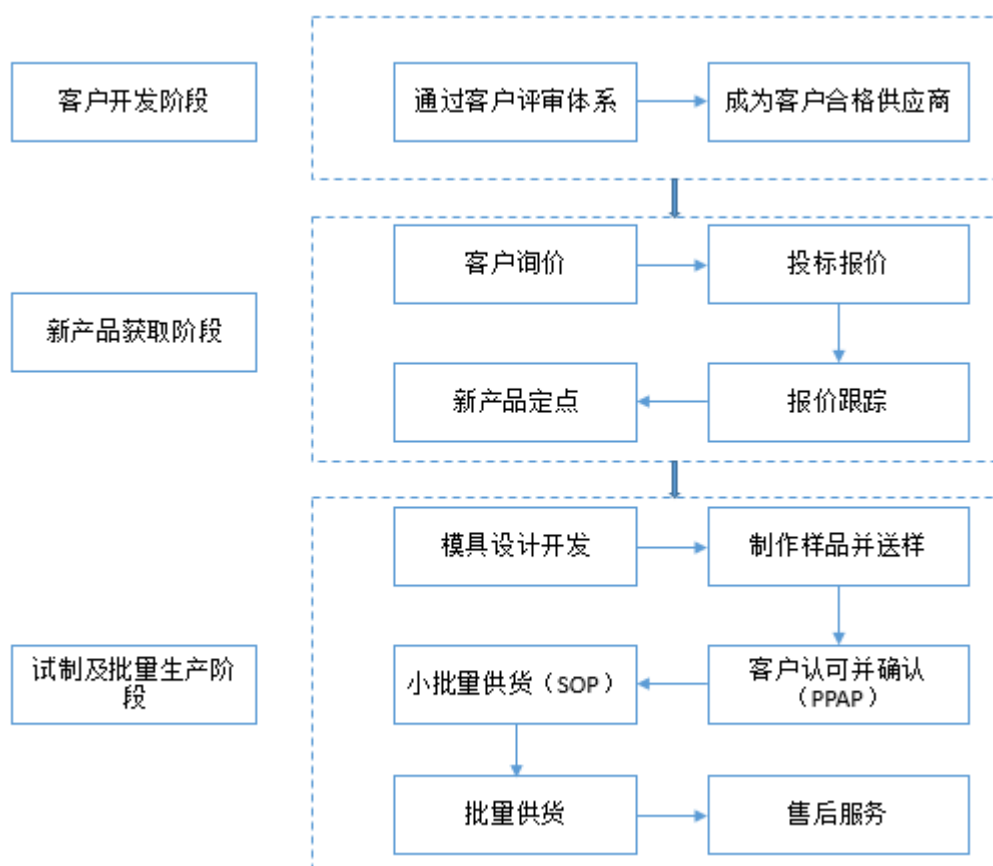 客户开发阶段
通过客户评审体系
成为客户合格供应商
新产品获取阶段
客户询价
投标报价
新产品定点
报价跟踪
试制及批量生产阶
段
模具设计开发
制作样品并送样
小批量供货（SOP）
客户认可并确认
（PPAP）
批量供货
售后服务